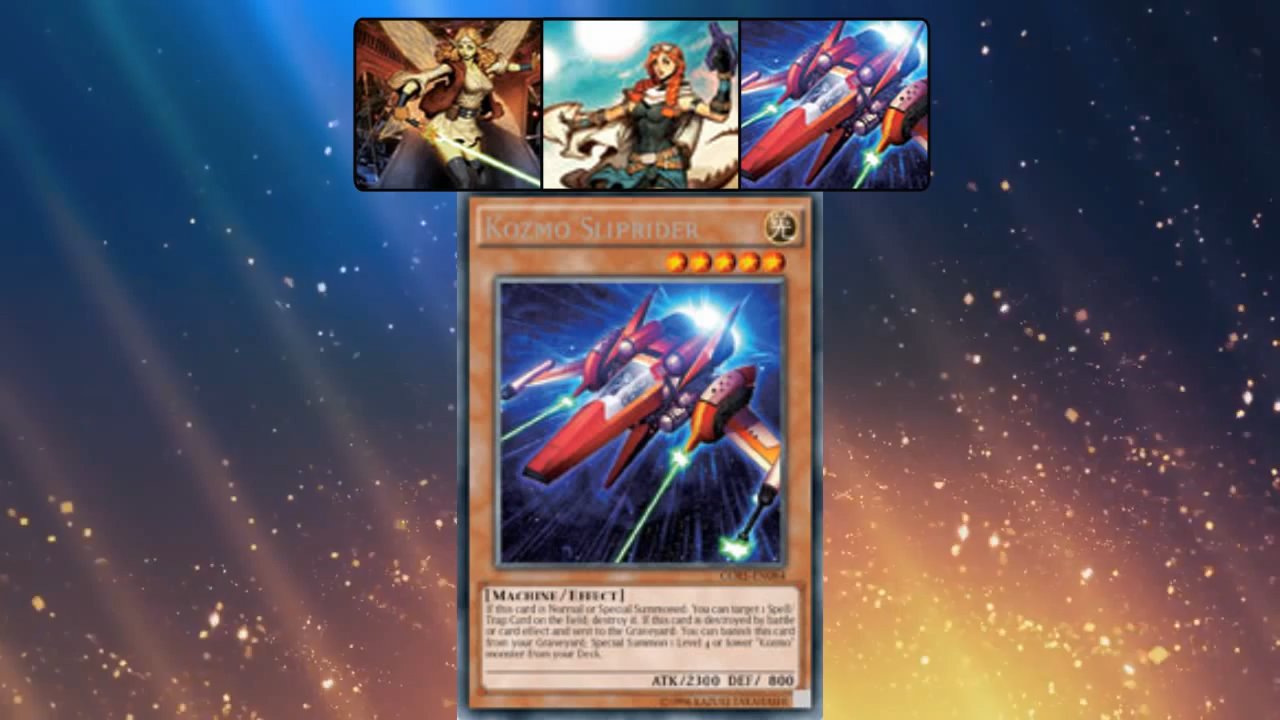 KOZMO SLIPRIDER
光
CORE-EN084
[MACHINE/EFFECT]
If this card is Normal or Special Summoned: You can target 1 Spell/
Trap Card on the field; destroy it. If this card is destroyed by battle
or card effect and sent to the Graveyard: You can banish this card
from your Graveyard; Special Summon 1 Level 4 or lower "Kozmo"
monster from your Deck.
ATK/2300 DEF/ 800
©1996 KAZUKI TAKAHASHI